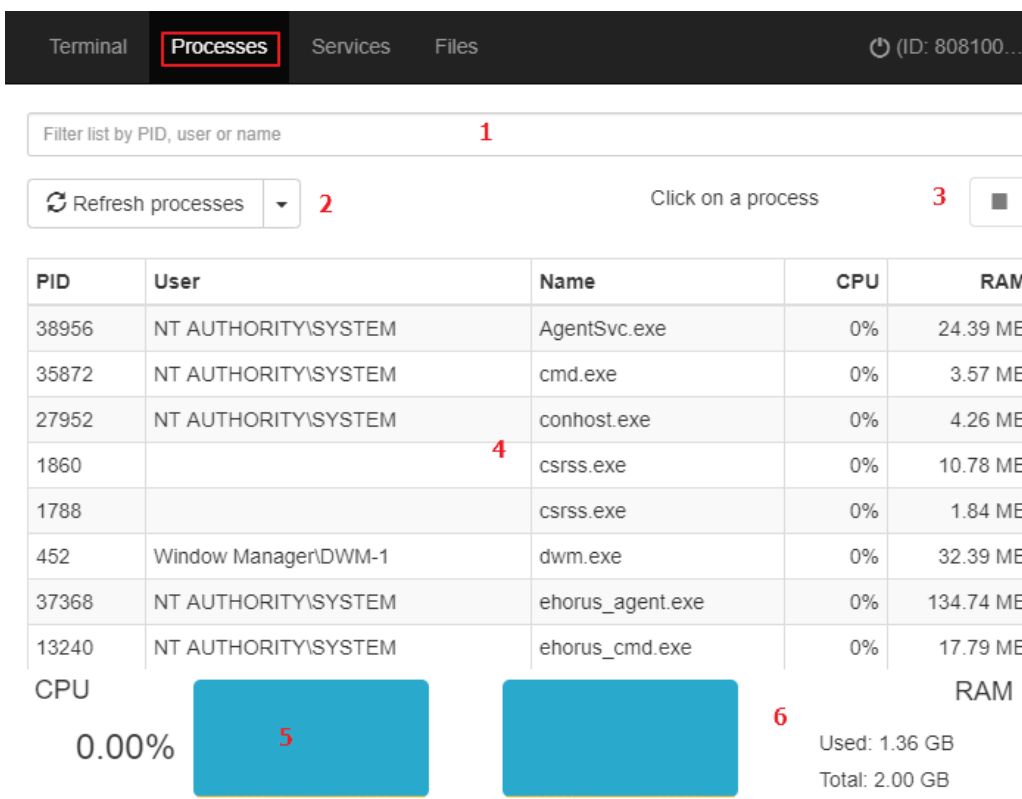 Terminal Processes Services Files (ID: 808100...
Filter list by PID, user or name 1
Refresh processes 2 Click on a process 3
PID User Name CPU RAM
38956 NT AUTHORITY\SYSTEM AgentSvc.exe 0% 24.39 MB
35872 NT AUTHORITY\SYSTEM cmd.exe 0% 3.57 MB
27952 NT AUTHORITY\SYSTEM conhost.exe 0% 4.26 MB
4
1860 csrss.exe 0% 10.78 MB
1788 csrss.exe 0% 1.84 MB
452 Window Manager\DWM-1 dwm.exe 0% 32.39 MB
37368 NT AUTHORITY\SYSTEM ehorus_agent.exe 0% 134.74 MB
13240 NT AUTHORITY\SYSTEM ehorus_cmd.exe 0% 17.79 MB
CPU RAM
0.00% 5 6 Used: 1.36 GB
Total: 2.00 GB